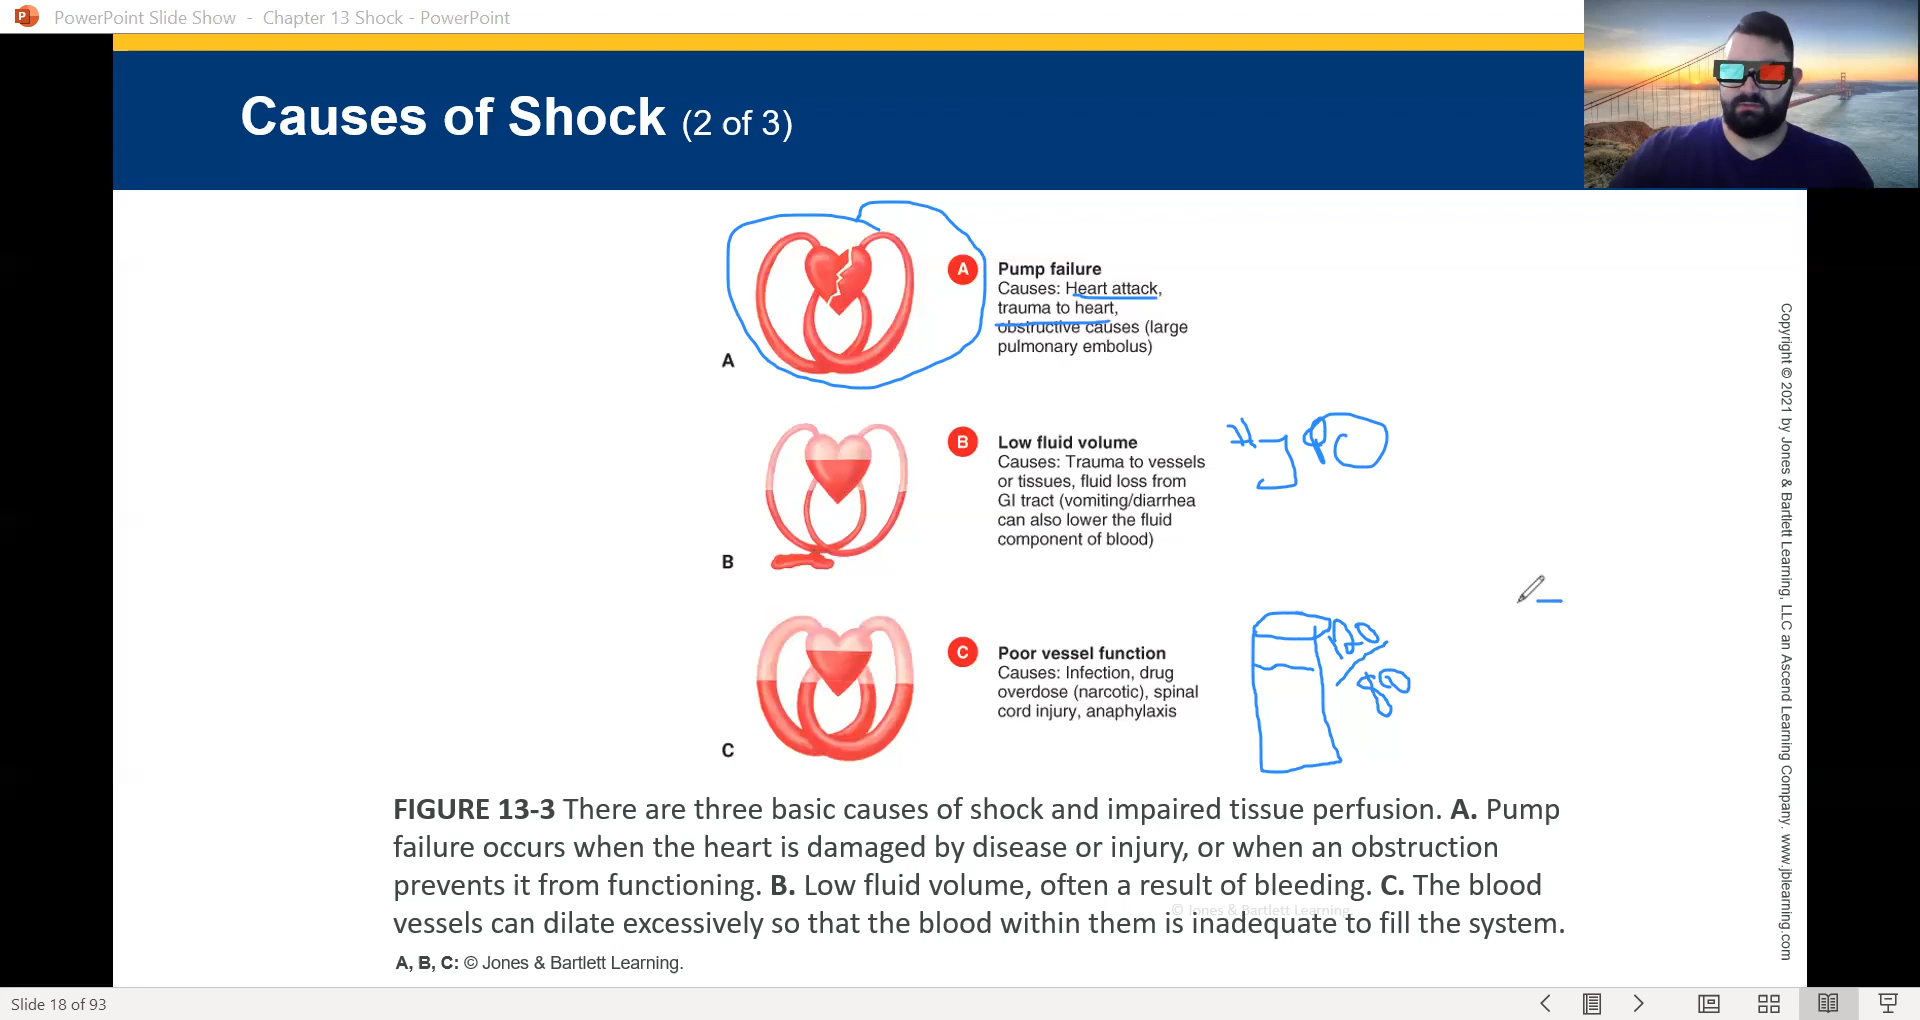 PowerPoint Slide Show - Chapter 13 Shock - PowerPoint
Causes of Shock (2 of 3)
A
Pump failure
Causes: Heart attack,
trauma to heart,
obstructive causes (large
pulmonary embolus)
A
B
Low fluid volume
Causes: Trauma to vessels
or tissues, fluid loss from
GI tract (vomiting/diarrhea
can also lower the fluid
component of blood)
B
Hypo
C
Poor vessel function
Causes: Infection, drug
overdose (narcotic), spinal
cord injury, anaphylaxis
C
120/80
FIGURE 13-3 There are three basic causes of shock and impaired tissue perfusion. A. Pump
failure occurs when the heart is damaged by disease or injury, or when an obstruction
prevents it from functioning. B. Low fluid volume, often a result of bleeding. C. The blood
vessels can dilate excessively so that the blood within them is inadequate to fill the system.
© Jones & Bartlett Learning.
A, B, C: © Jones & Bartlett Learning.
Copyright © 2021 by Jones & Bartlett Learning, LLC an Ascend Learning Company. www.jblearning.com
Slide 18 of 93